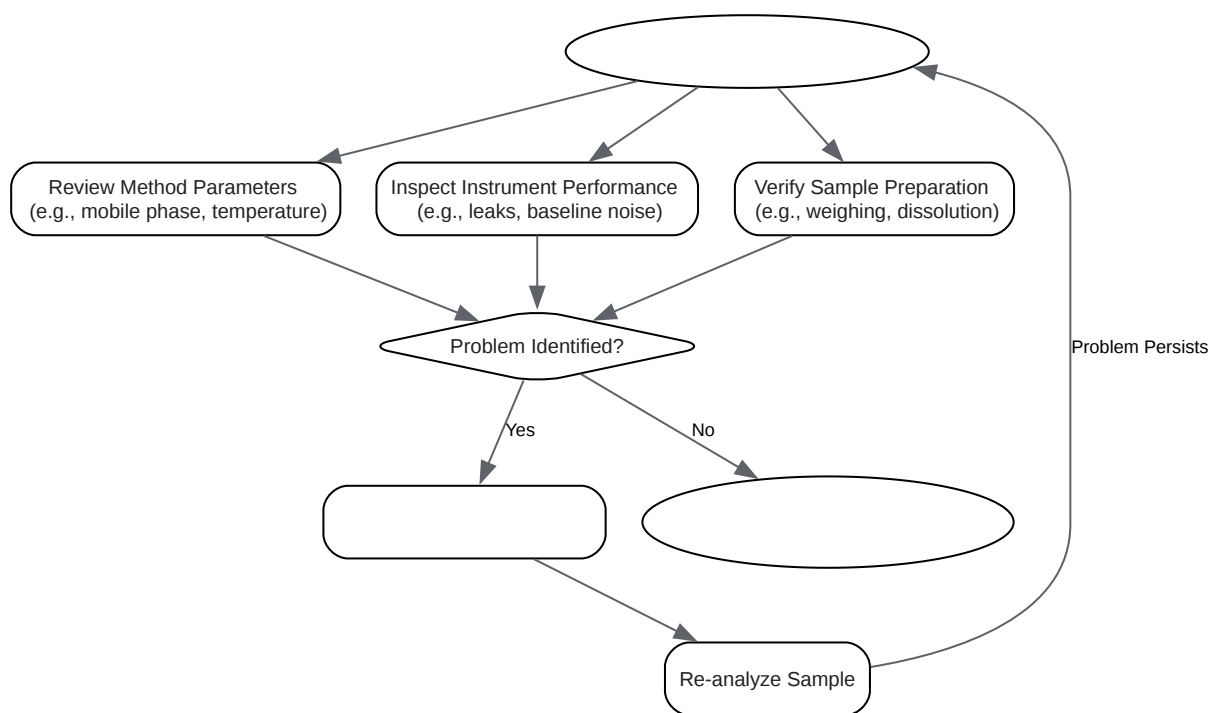 Review Method Parameters
(e.g., mobile phase, temperature)
Inspect Instrument Performance
(e.g., leaks, baseline noise)
Verify Sample Preparation
(e.g., weighing, dissolution)
Problem Identified?
Problem Persists
Yes
No
Re-analyze Sample